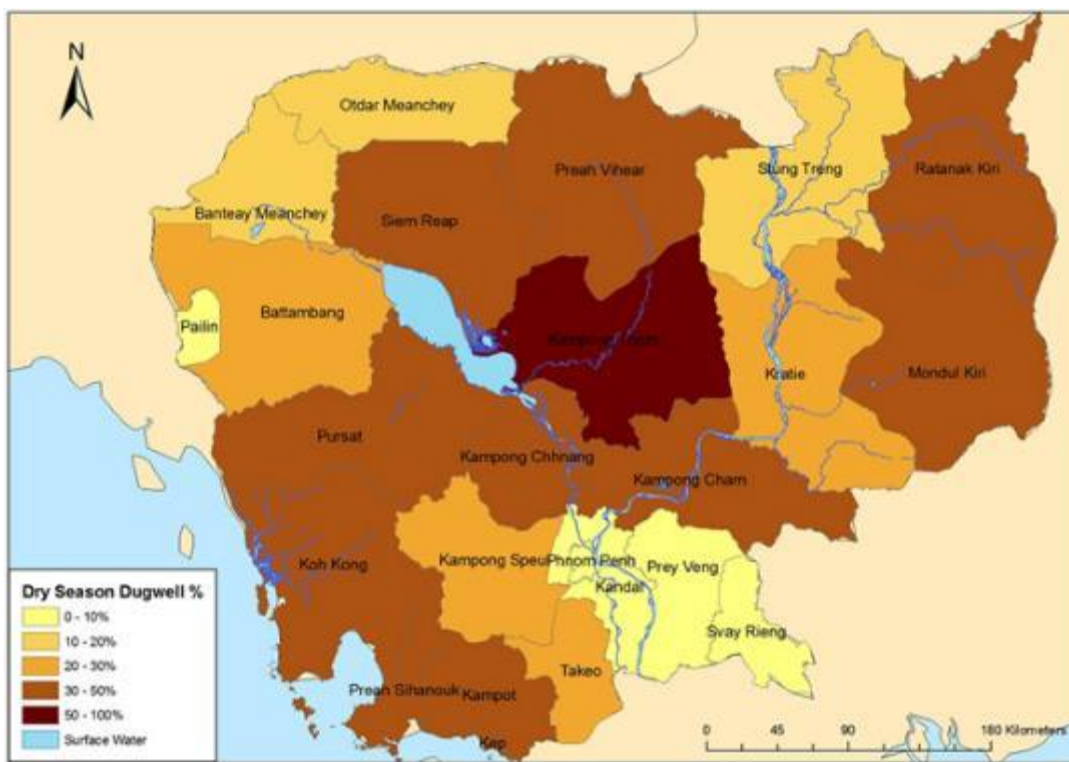 N
Otdar Meanchey
Preah Vihear
Stung Treng
Ratanak Kiri
Siem Reap
Banteay Meanchey
Battambang
Pailin
Kampong Thom
Kratie
Mondul Kiri
Pursat
Kampong Chhnang
Kampong Cham
Koh Kong
Kampong Speu
Phnom Penh
Prey Veng
Kandal
Svay Rieng
Takeo
Preah Sihanouk
Kampot
Kep
Dry Season Dugwell %
0 - 10%
10 - 20%
20 - 30%
30 - 50%
50 - 100%
Surface Water
0 45 90 180 Kilometers